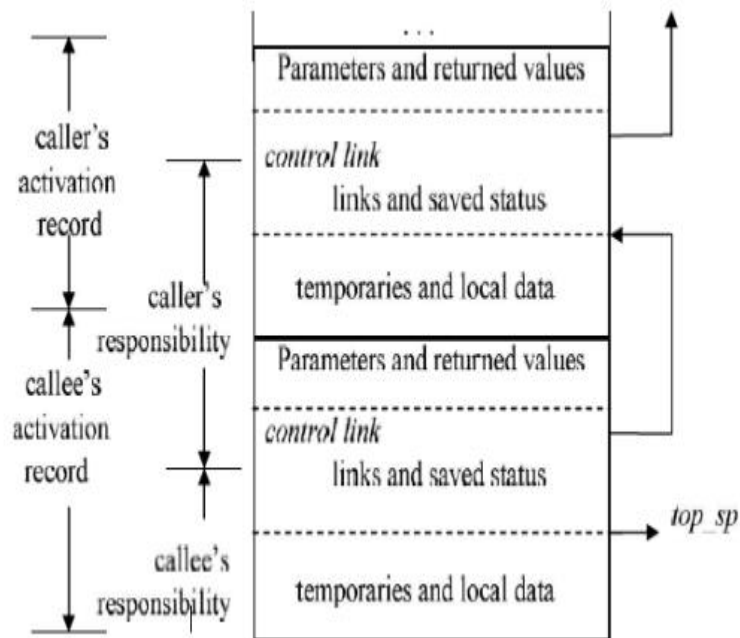 . . .
Parameters and returned values
control link
links and saved status
temporaries and local data
Parameters and returned values
control link
links and saved status
temporaries and local data
caller's
activation
record
callee's
activation
record
caller's
responsibility
callee's
responsibility
top_sp